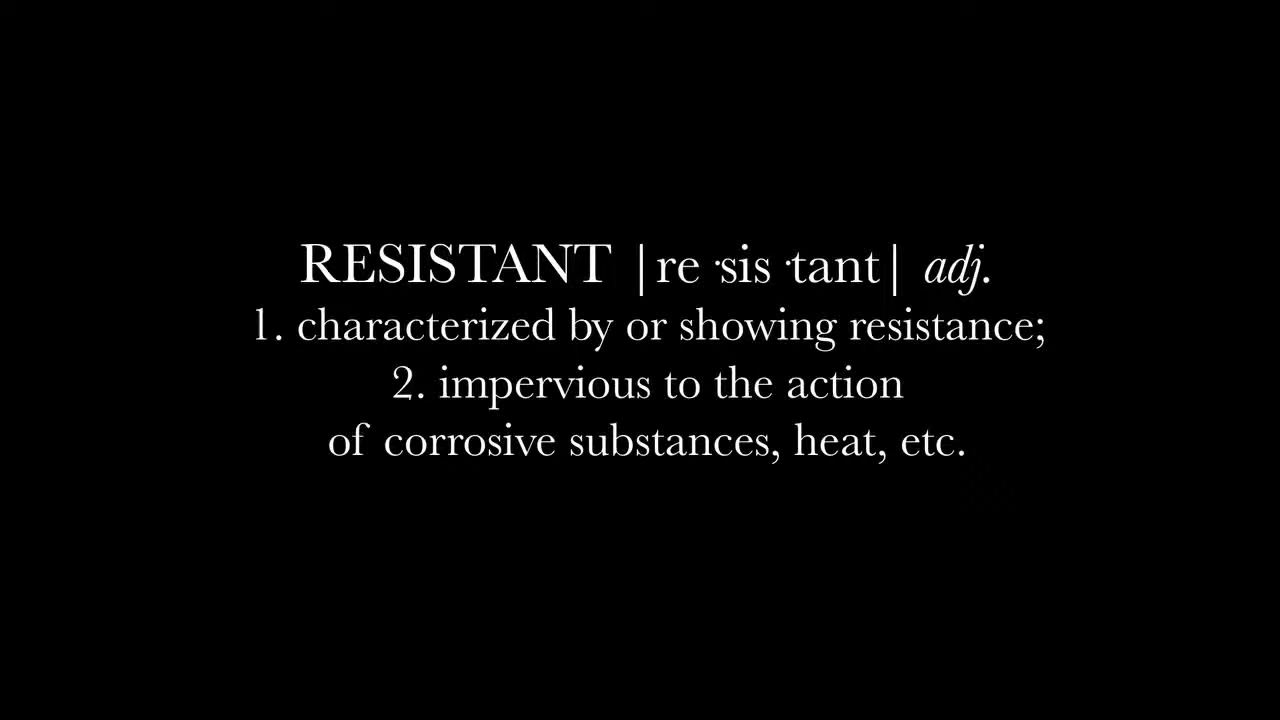 RESISTANT |re·sis·tant| adj.
1. characterized by or showing resistance;
2. impervious to the action
of corrosive substances, heat, etc.